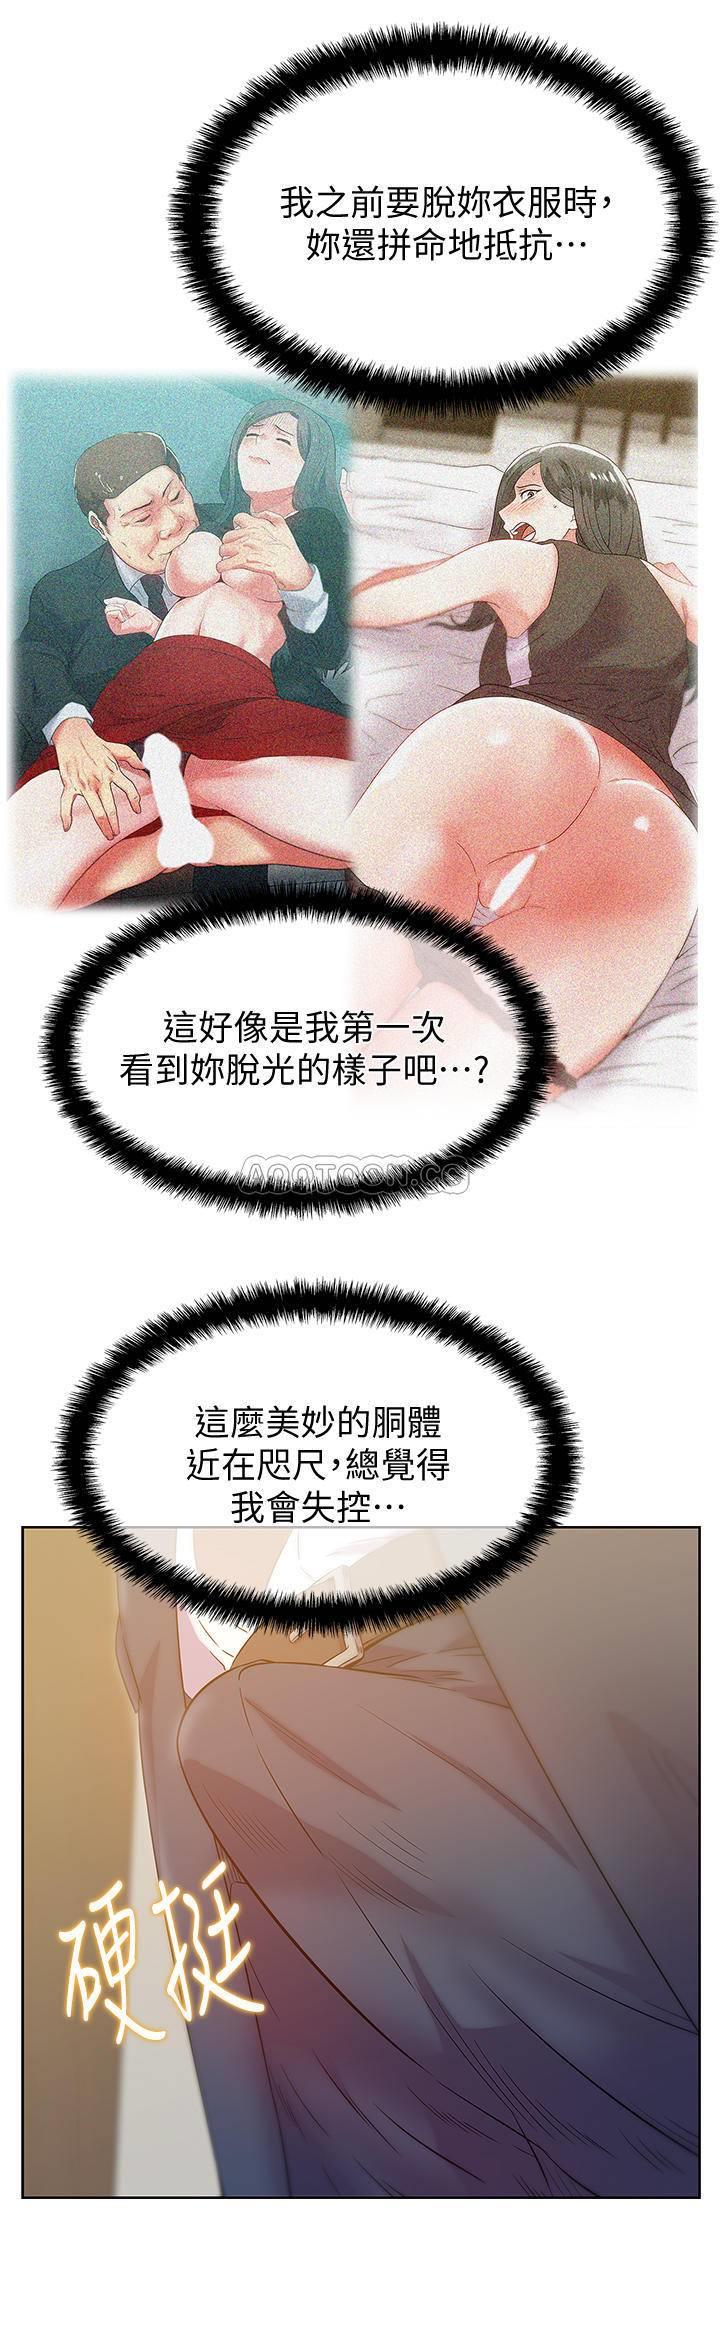 我之前要脫妳衣服時，
妳還拼命地抵抗⋯
這好像是我第一次
看到妳脫光的樣子吧⋯?
這麼美妙的胴體
近在咫尺，總覺得
我會失控⋯
硬挺